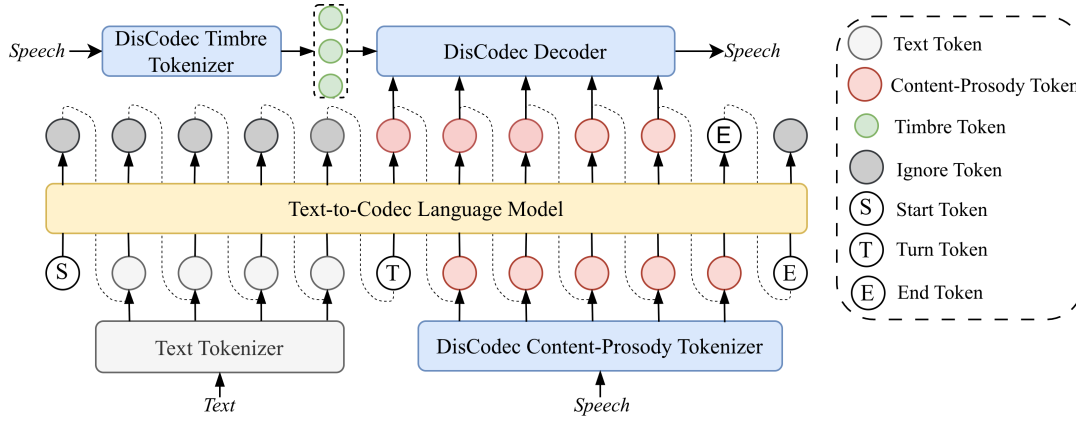 Speech
DisCodec Timbre
Tokenizer
DisCodec Decoder
Speech
E
Text-to-Codec Language Model
S
T
E
Text Tokenizer
DisCodec Content-Prosody Tokenizer
Text
Speech
Text Token
Content-Prosody Token
Timbre Token
Ignore Token
S Start Token
T Turn Token
E End Token